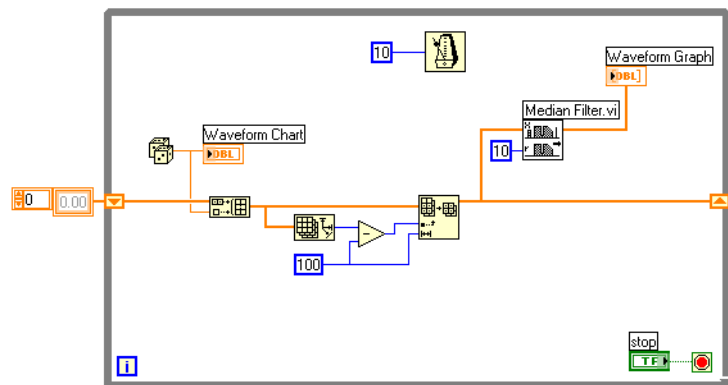 10
Waveform Graph
DBL]
Median Filter.vi
10
Waveform Chart
DBL
0
0.00
100
stop
TF
i